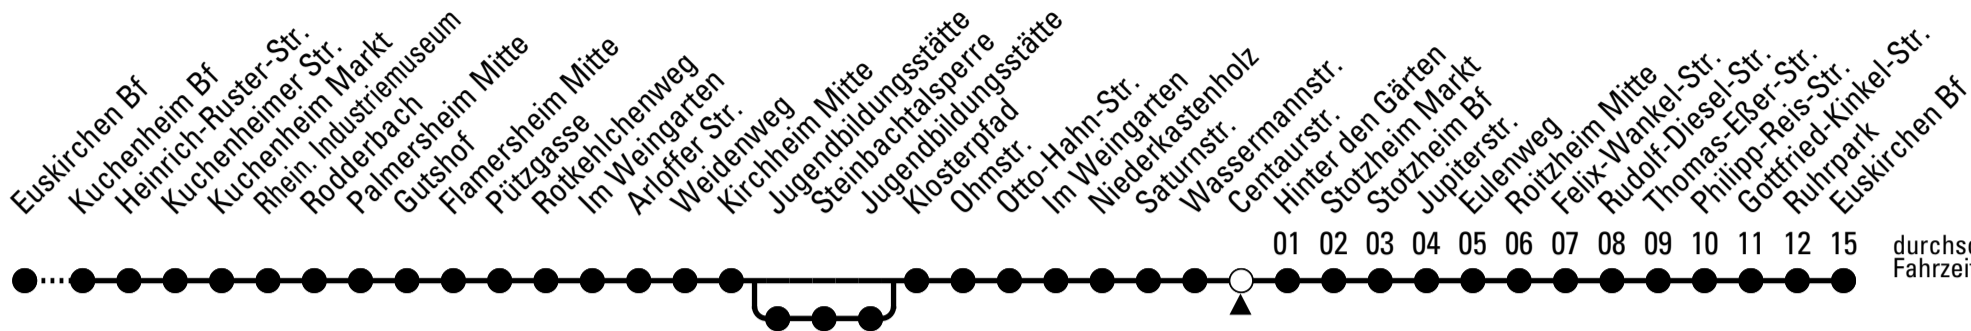 Euskirchen Bf
Kuchenheim Bf
Heinrich-Ruster-Str.
Kuchenheimer Str.
Kuchenheim Markt
Rhein. Industriemuseum
Rodderbach
Palmersheim Mitte
Gutshof
Flamersheim Mitte
Pützgasse
Rotkehlchenweg
Im Weingarten
Arloffer Str.
Weidenweg
Kirchheim Mitte
Jugendbildungsstätte
Steinbachtalsperre
Jugendbildungsstätte
Klosterpfad
Ohmstr.
Otto-Hahn-Str.
Im Weingarten
Niederkastenholz
Saturnstr.
Wassermannstr.
Centaurstr.
Hinter den Gärten
Stotzheim Markt
Stotzheim Bf
Jupiterstr.
Eulenweg
Roitzheim Mitte
Felix-Wankel-Str.
Rudolf-Diesel-Str.
Thomas-Eßer-Str.
Philipp-Reis-Str.
Gottfried-Kinkel-Str.
Ruhrpark
Euskirchen Bf
01 02 03 04 05 06 07 08 09 10 11 12 15